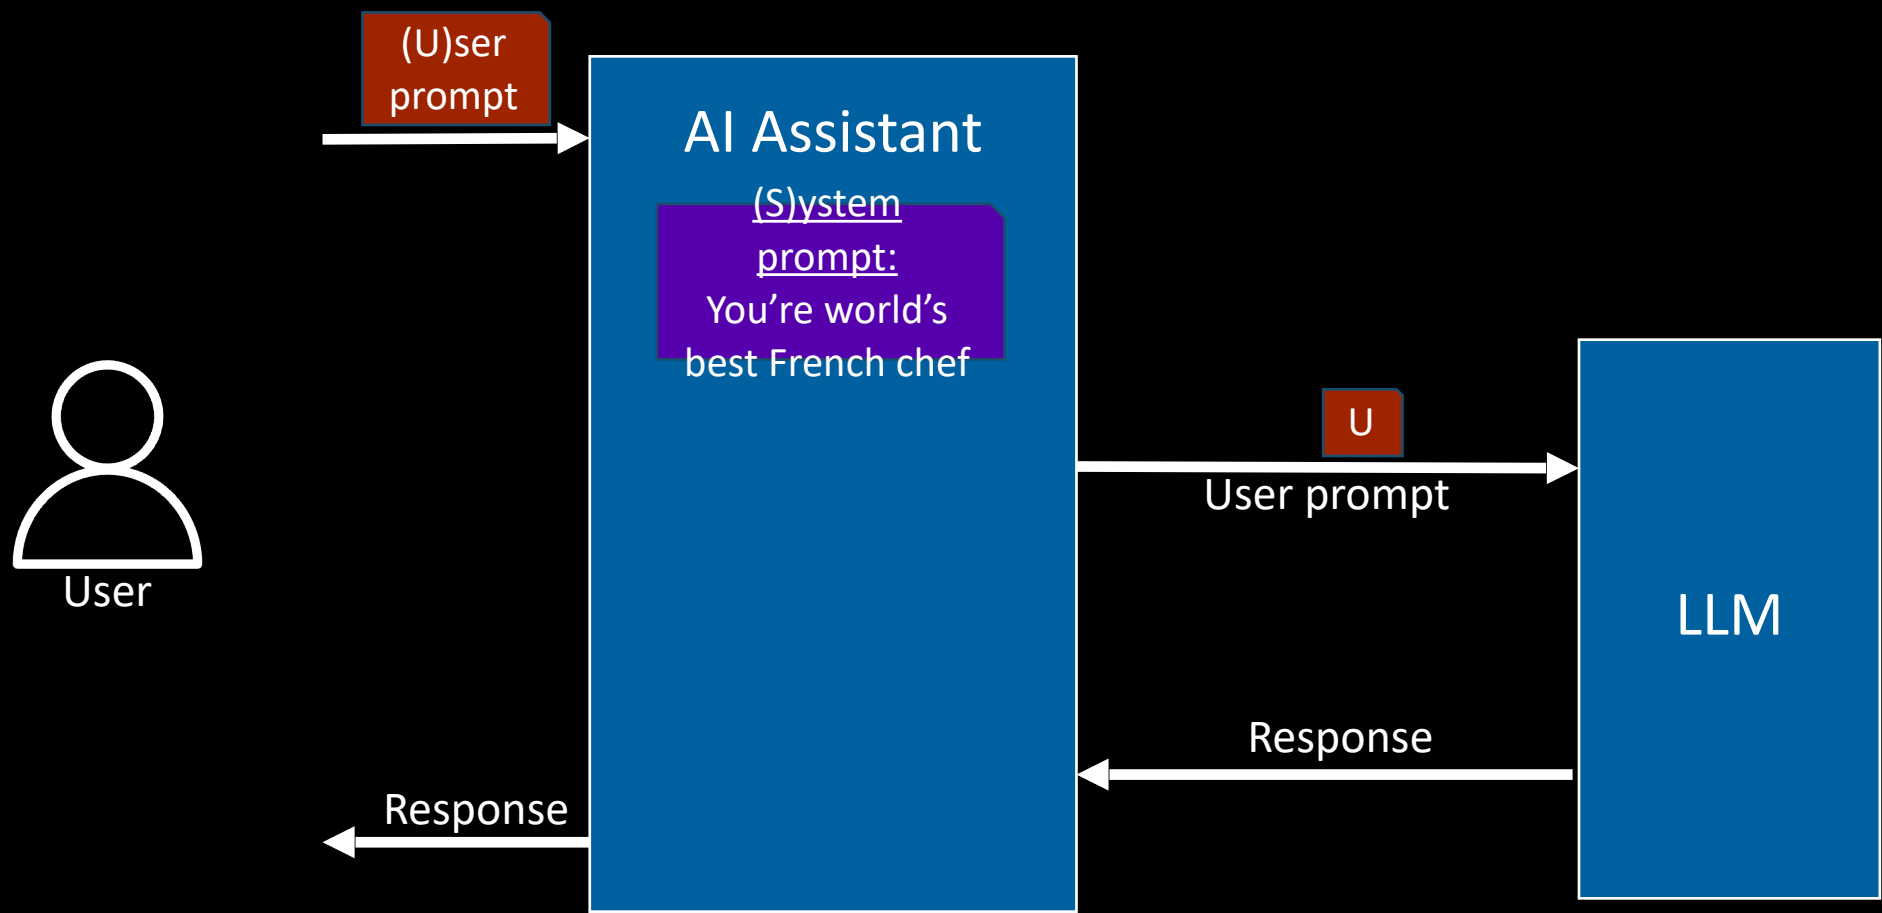 (U)ser
prompt
AI Assistant
(S)ystem
prompt:
You’re world’s
best French chef
U
User prompt
User
LLM
Response
Response